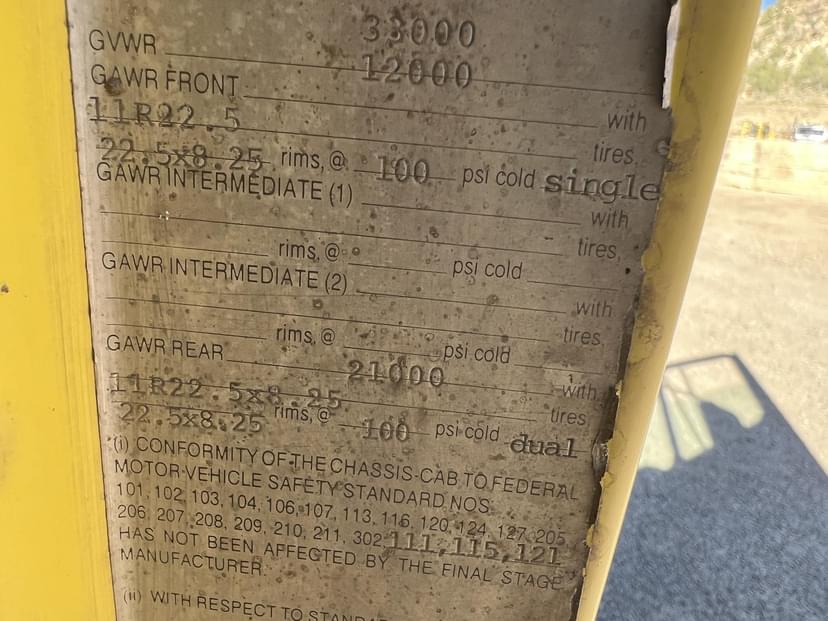 GVWR 33000
GAWR FRONT 12000 with
11R22.5 tires,
22.5x8.25 rims, @ 100 psi cold single
GAWR INTERMEDIATE (1) with
tires,
rims, @ psi cold
GAWR INTERMEDIATE (2) with
tires,
rims, @ psi cold
GAWR REAR 21000 with
11R22.5x8.25 tires
22.5x8.25 rims, @ 100 psi cold dual
(i) CONFORMITY OF THE CHASSIS-CAB TO FEDERAL
MOTOR-VEHICLE SAFETY STANDARD NOS.
101, 102, 103, 104, 106, 107, 113, 116, 120, 124, 127, 205,
206, 207, 208, 209, 210, 211, 302 111,115,121
HAS NOT BEEN AFFECTED BY THE FINAL STAGE
MANUFACTURER.
(ii) WITH RESPECT TO